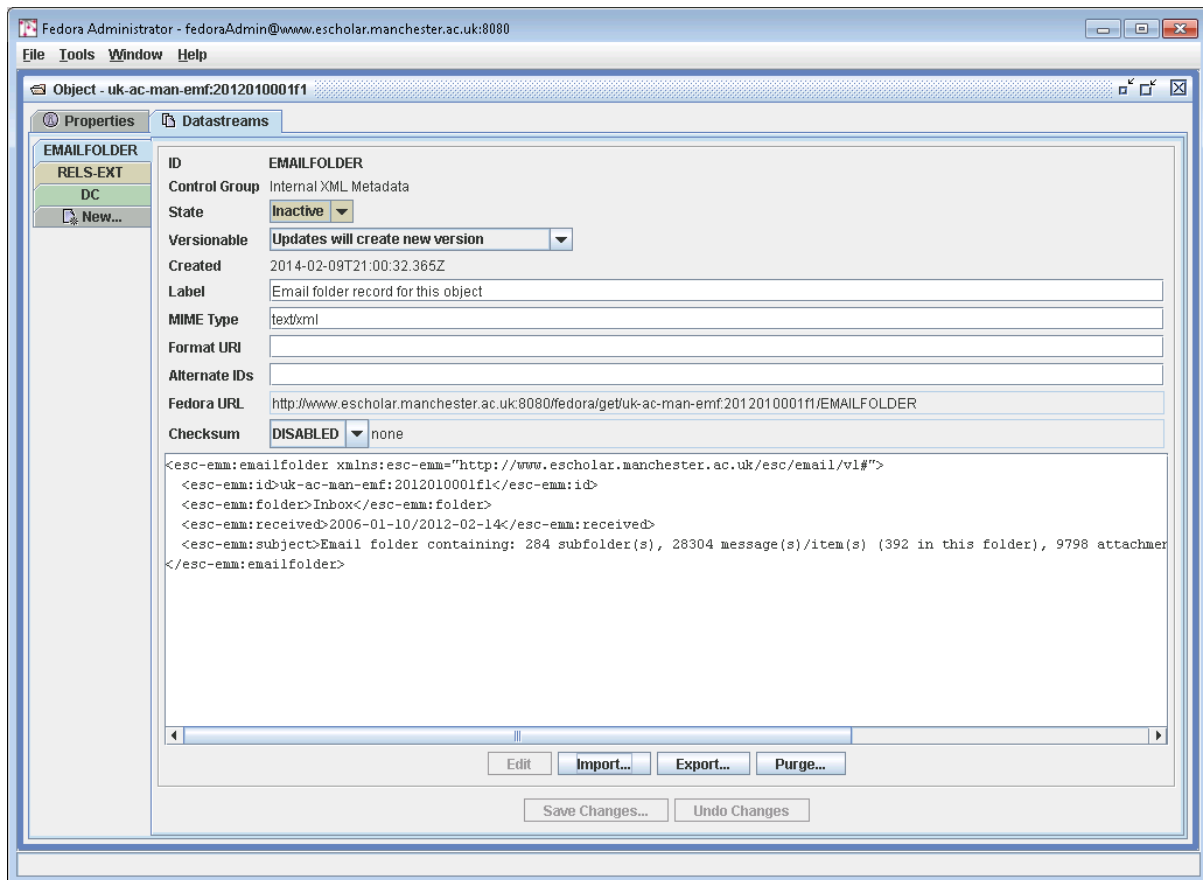 Fedora Administrator - fedoraAdmin@www.escholar.manchester.ac.uk:8080
File Tools Window Help
Object - uk-ac-man-emf:2012010001f1
Properties Datastreams
EMAILFOLDER
RELS-EXT
DC
New...
ID EMAILFOLDER
Control Group Internal XML Metadata
State Inactive
Versionable Updates will create new version
Created 2014-02-09T21:00:32.365Z
Label Email folder record for this object
MIME Type text/xml
Format URI
Alternate IDs
Fedora URL http://www.escholar.manchester.ac.uk:8080/fedora/get/uk-ac-man-emf:2012010001f1/EMAILFOLDER
Checksum DISABLED none
<esc-emm:emailfolder xmlns:esc-emm="http://www.escholar.manchester.ac.uk/esc/email/v1#">
<esc-emm:id>uk-ac-man-emf:2012010001f1</esc-emm:id>
<esc-emm:folder>Inbox</esc-emm:folder>
<esc-emm:received>2006-01-10/2012-02-14</esc-emm:received>
<esc-emm:subject>Email folder containing: 284 subfolder(s), 28304 message(s)/item(s) (392 in this folder), 9798 attachmen
</esc-emm:emailfolder>
Edit Import... Export... Purge...
Save Changes... Undo Changes